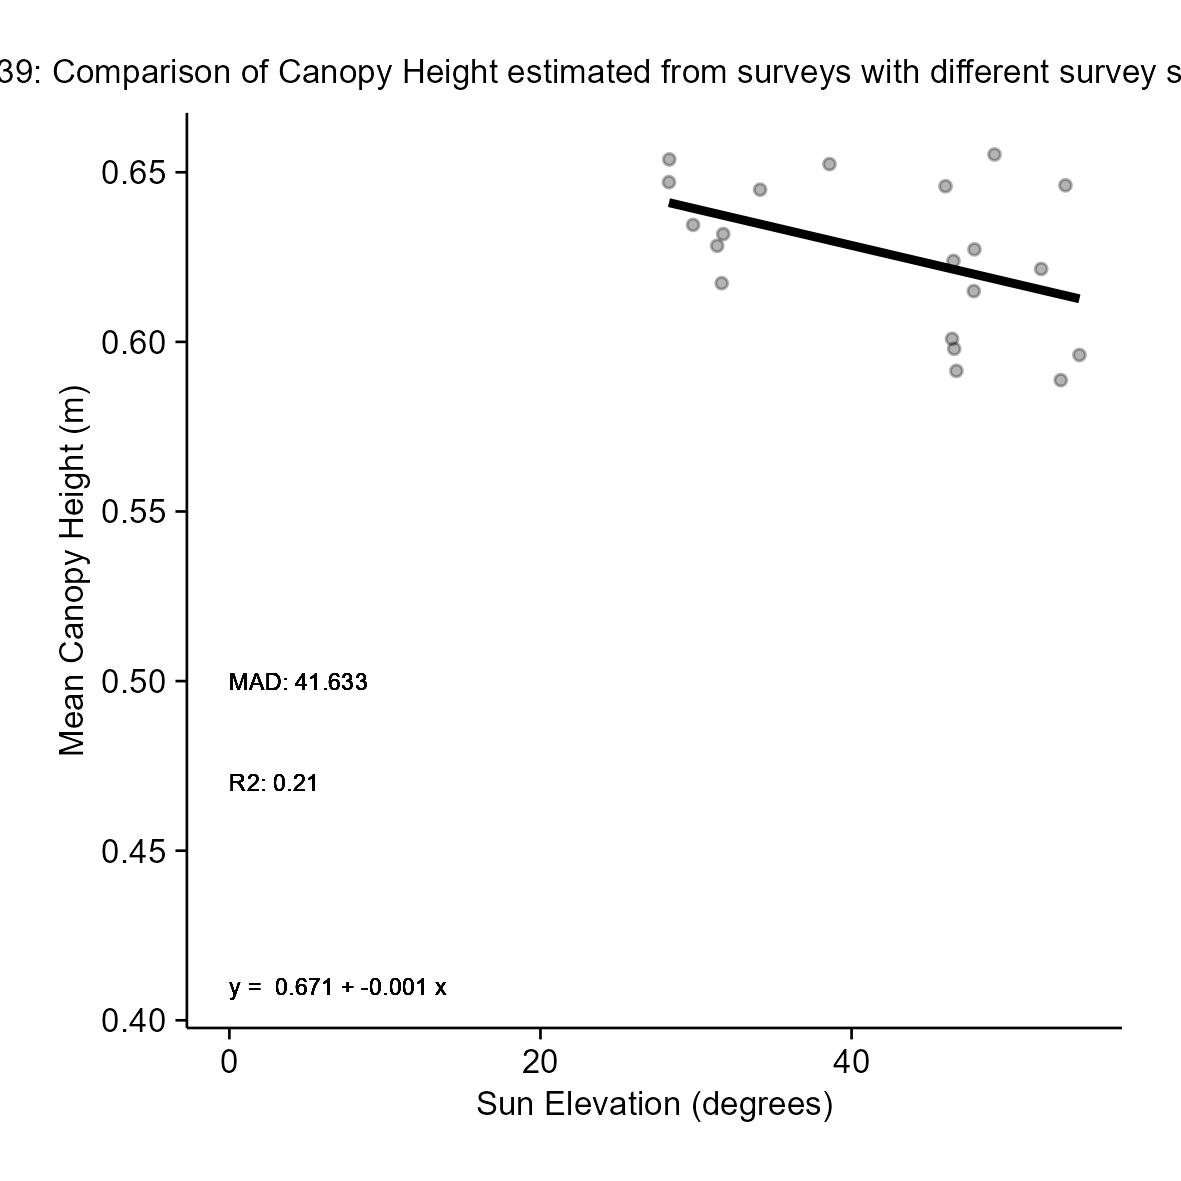 39: Comparison of Canopy Height estimated from surveys with different survey s
0.65
0.60
0.55
0.50
0.45
0.40
Mean Canopy Height (m)
MAD: 41.633
R2: 0.21
y = 0.671 + -0.001 x
0
20
40
Sun Elevation (degrees)